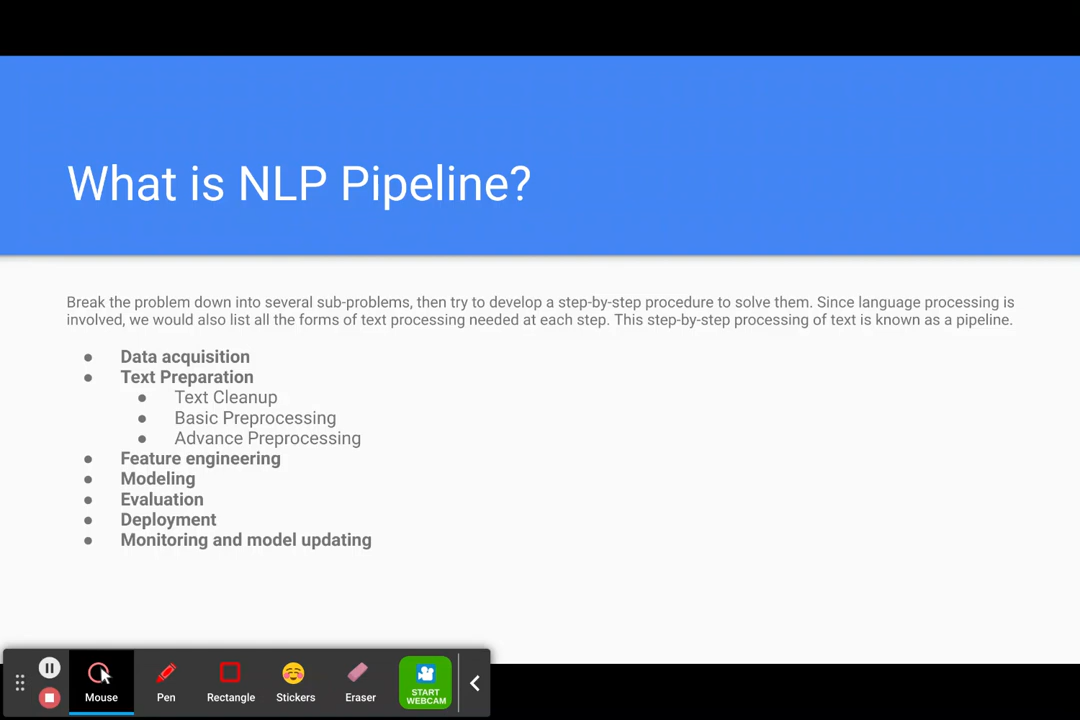 What is NLP Pipeline?
Break the problem down into several sub-problems, then try to develop a step-by-step procedure to solve them. Since language processing is
involved, we would also list all the forms of text processing needed at each step. This step-by-step processing of text is known as a pipeline.
● Data acquisition
● Text Preparation
● Text Cleanup
● Basic Preprocessing
● Advance Preprocessing
● Feature engineering
● Modeling
● Evaluation
● Deployment
● Monitoring and model updating
Mouse
Pen
Rectangle
Stickers
Eraser
START
WEBCAM